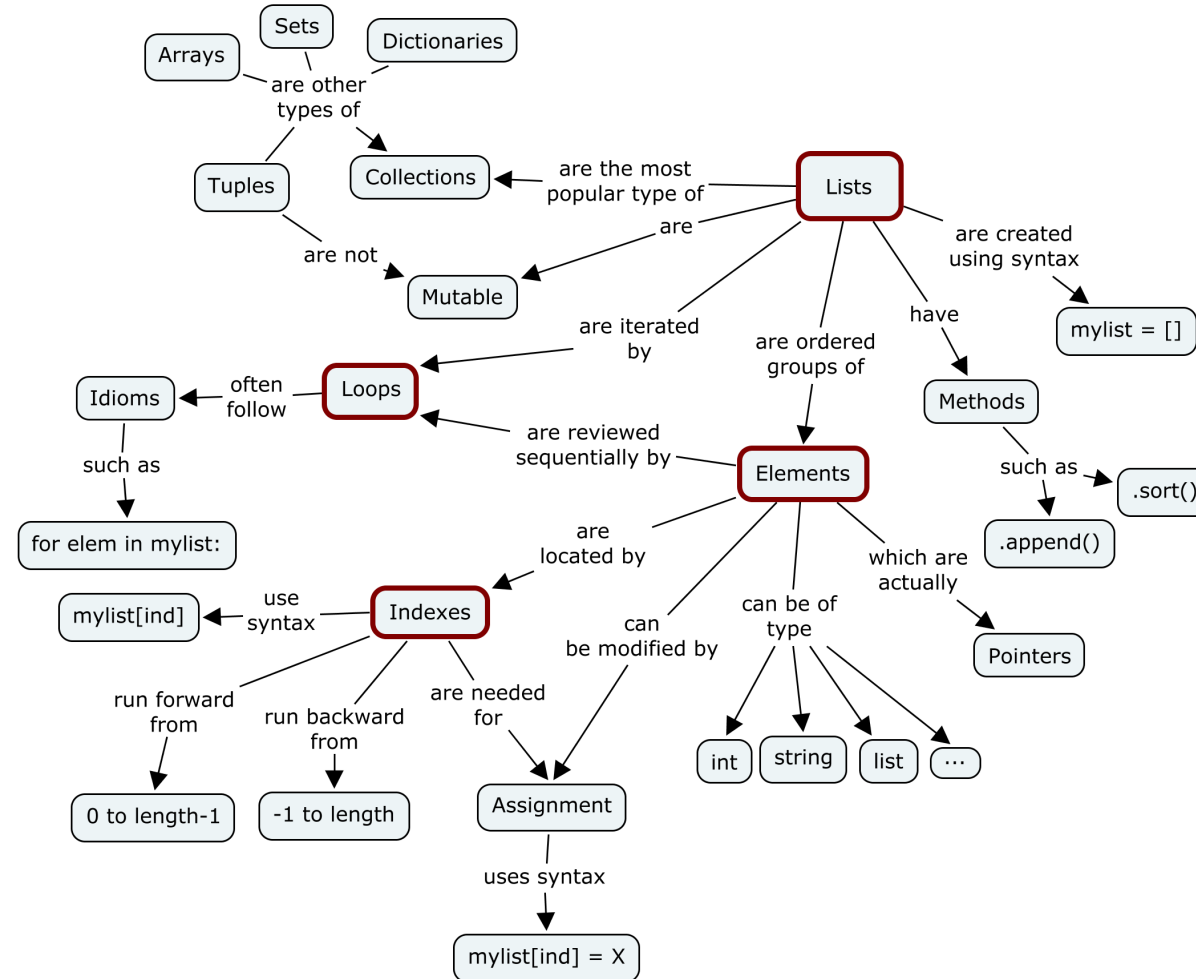 Sets
Dictionaries
Arrays
are other
types of
Tuples
Collections
are the most
popular type of
Lists
are
are not
Mutable
are created
using syntax
mylist = []
have
are iterated
by
are ordered
groups of
Idioms
often
follow
Loops
Methods
such as
are reviewed
sequentially by
Elements
such as
.sort()
.append()
for elem in mylist:
are
located by
which are
actually
mylist[ind]
use
syntax
Indexes
can
be modified by
can be of
type
Pointers
run forward
from
run backward
from
are needed
for
int
string
list
...
0 to length-1
-1 to length
Assignment
uses syntax
mylist[ind] = X